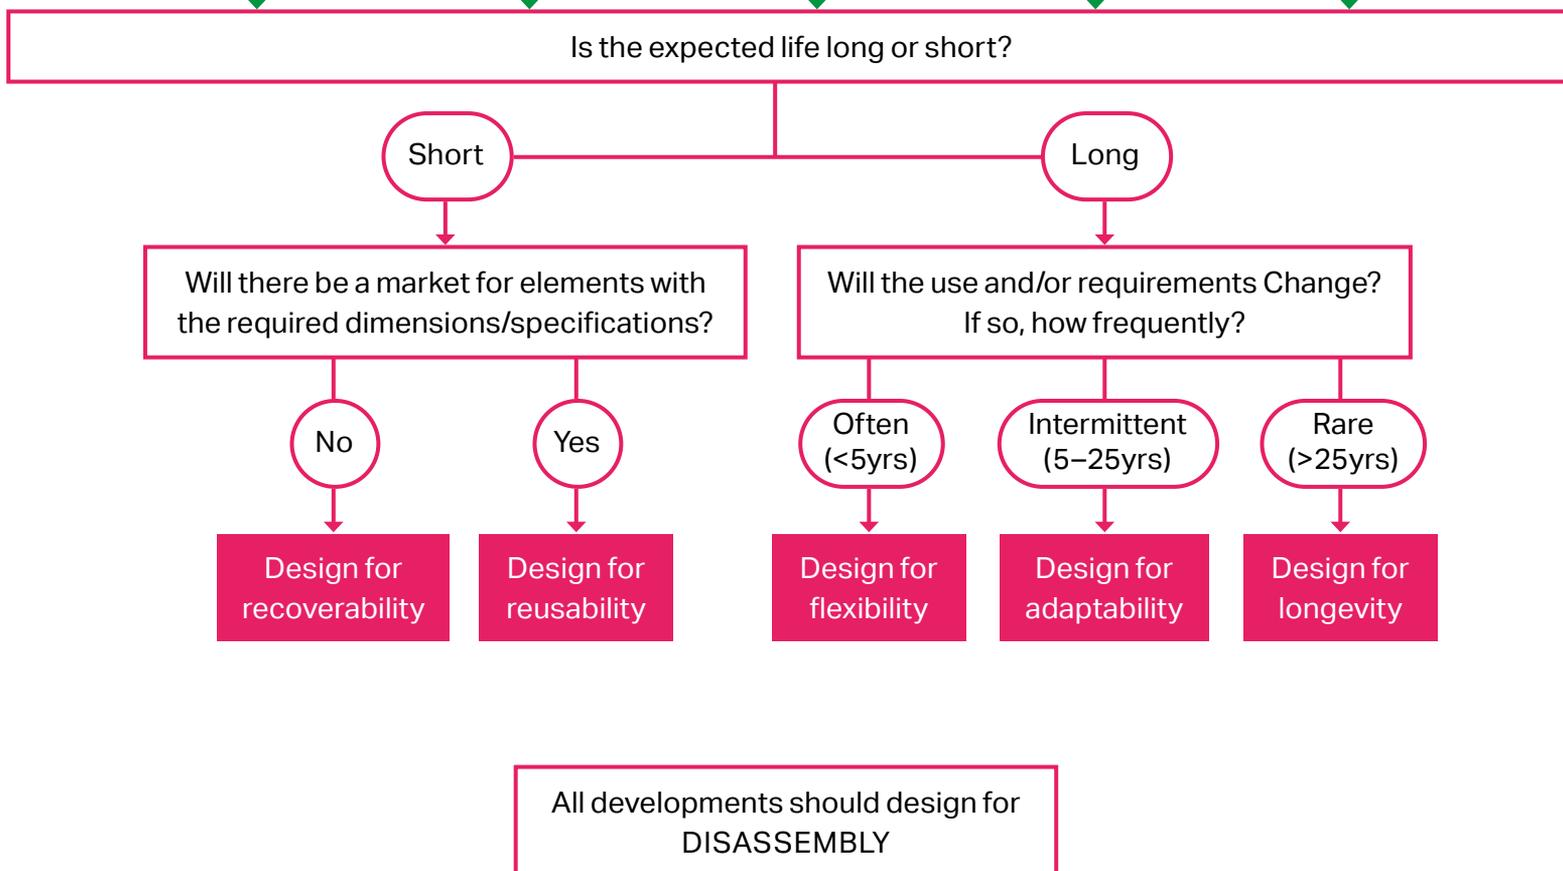 Is the expected life long or short?
Short
Long
Will there be a market for elements with
the required dimensions/specifications?
Will the use and/or requirements Change?
If so, how frequently?
No
Yes
Often
(<5yrs)
Intermittent
(5–25yrs)
Rare
(>25yrs)
Design for
recoverability
Design for
reusability
Design for
flexibility
Design for
adaptability
Design for
longevity
All developments should design for
DISASSEMBLY